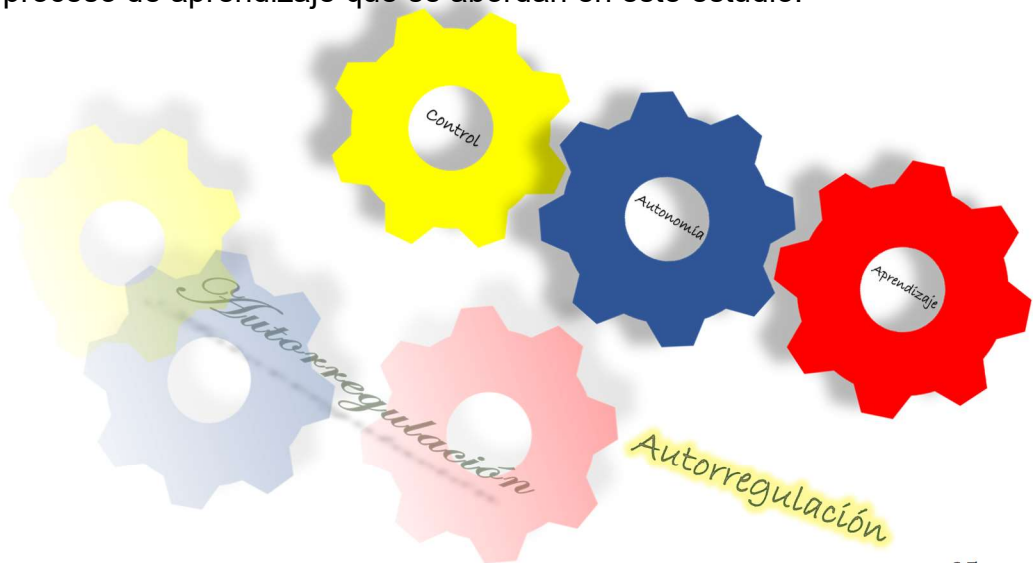 proceso de aprendizaje que se abordan en este estudio.
Control
Autonomía
Aprendizaje
Autorregulación
Autorregulación